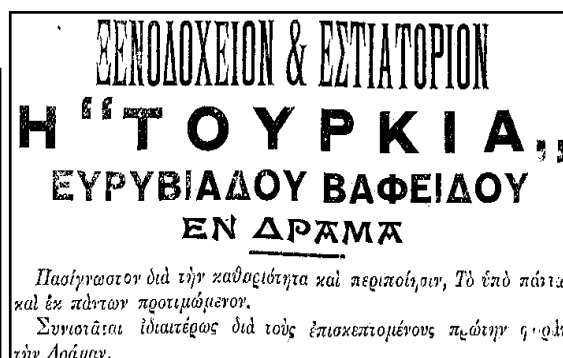 ΞΕΝΟΔΟΧΕΙΟΝ & ΕΣΤΙΑΤΟΡΙΟΝ
Η “ΤΟΥΡΚΙΑ„
ΕΥΡΥΒΙΑΔΟΥ ΒΑΦΕΙΔΟΥ
ΕΝ ΔΡΑΜΑ
Πασίγνωστον διὰ τὴν καθαριότητα καὶ περιποίησιν, Τὸ ὑπὸ
καὶ ἐκ πάντων προτιμώμενον.
Συνιστᾶται ἰδιαιτέρως διὰ τοὺς ἐπισκεπτομένους πρώτην
τὴν Δράμαν.